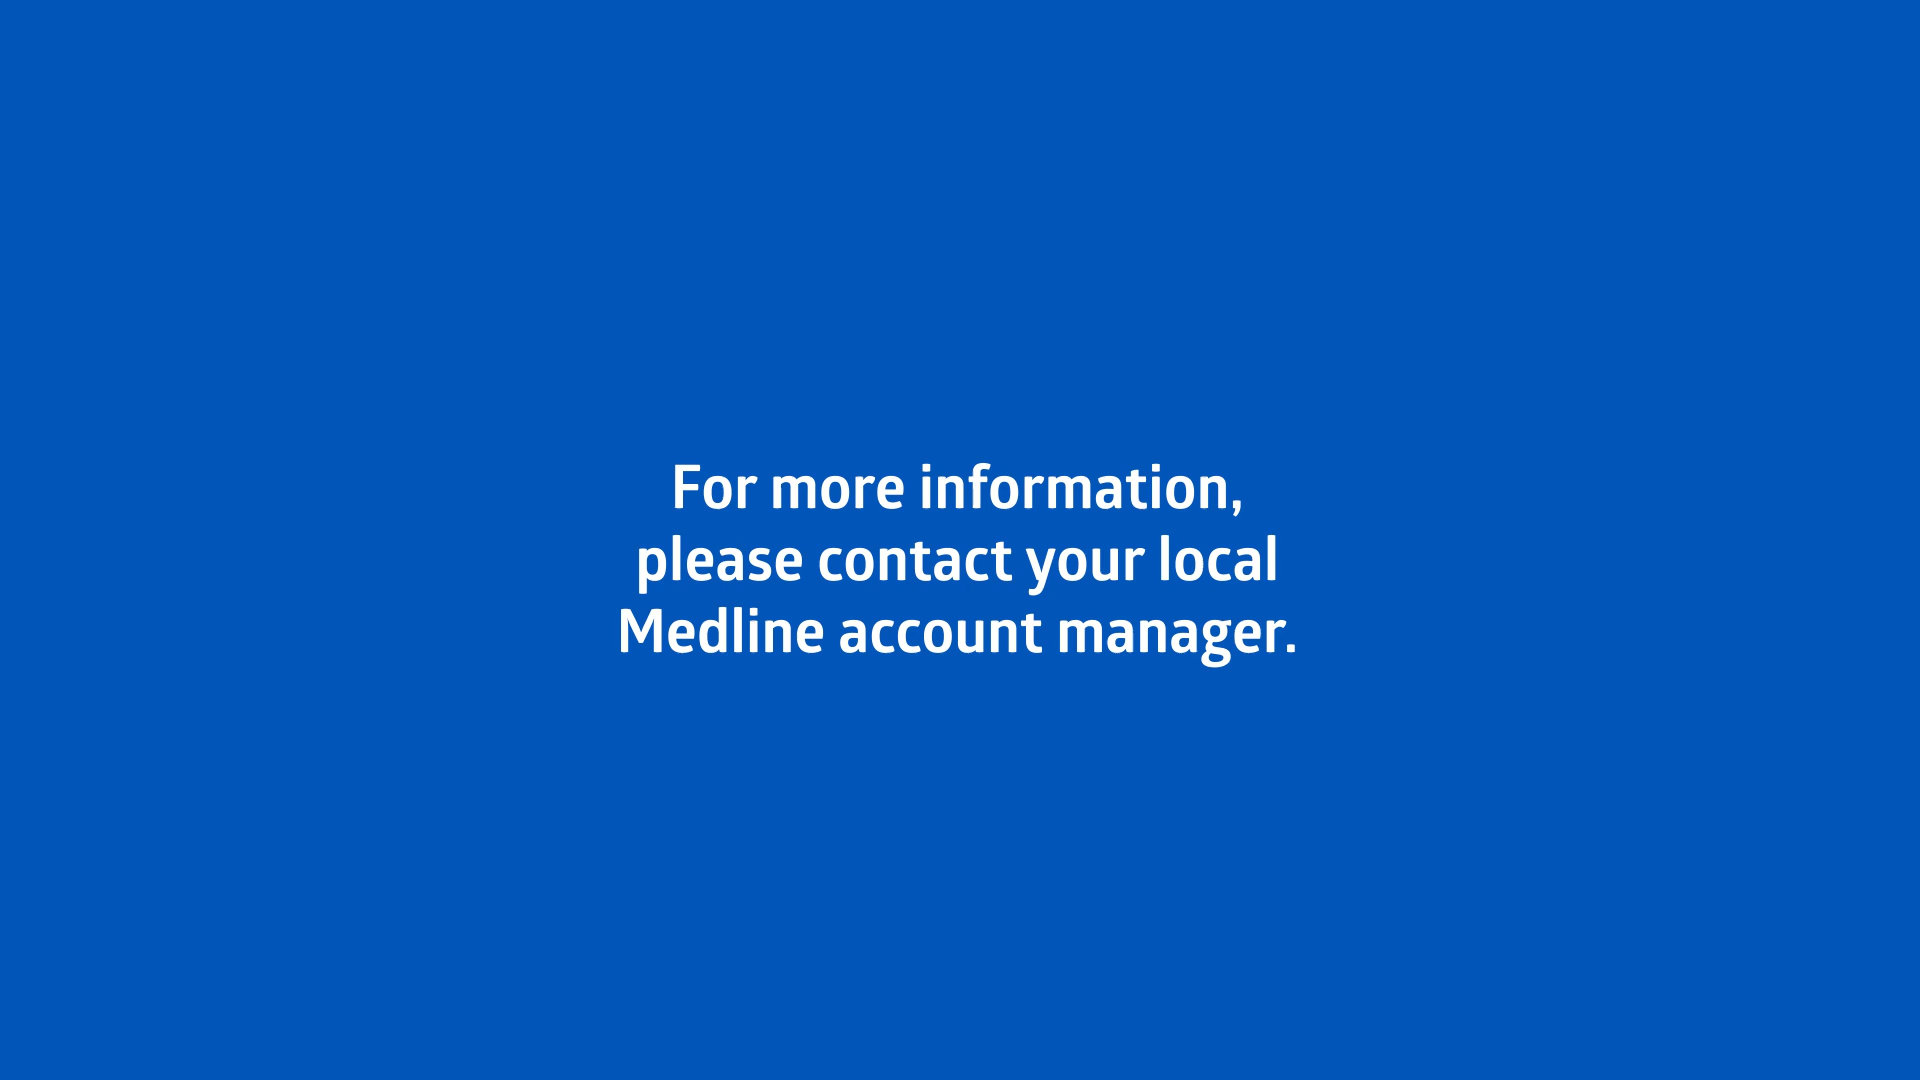 For more information,
please contact your local
Medline account manager.